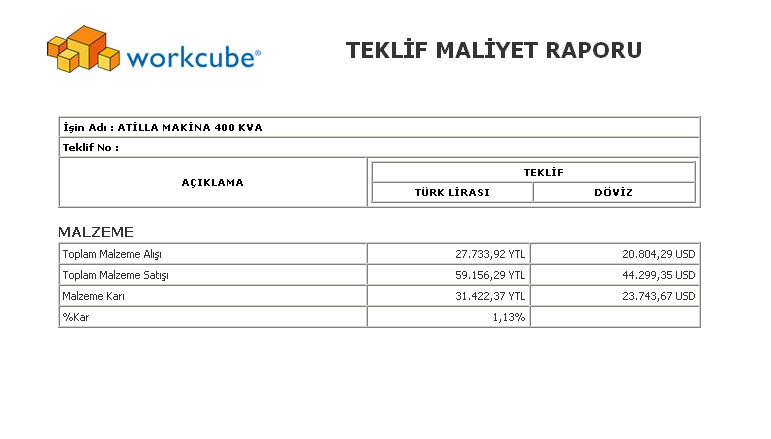 workcube®
TEKLİF MALİYET RAPORU
İşin Adı : ATİLLA MAKİNA 400 KVA
Teklif No :
AÇIKLAMA
TEKLİF
TÜRK LİRASI DÖVİZ
MALZEME
Toplam Malzeme Alışı 27.733,92 YTL 20.804,29 USD
Toplam Malzeme Satışı 59.156,29 YTL 44.299,35 USD
Malzeme Karı 31.422,37 YTL 23.743,67 USD
%Kar 1,13%